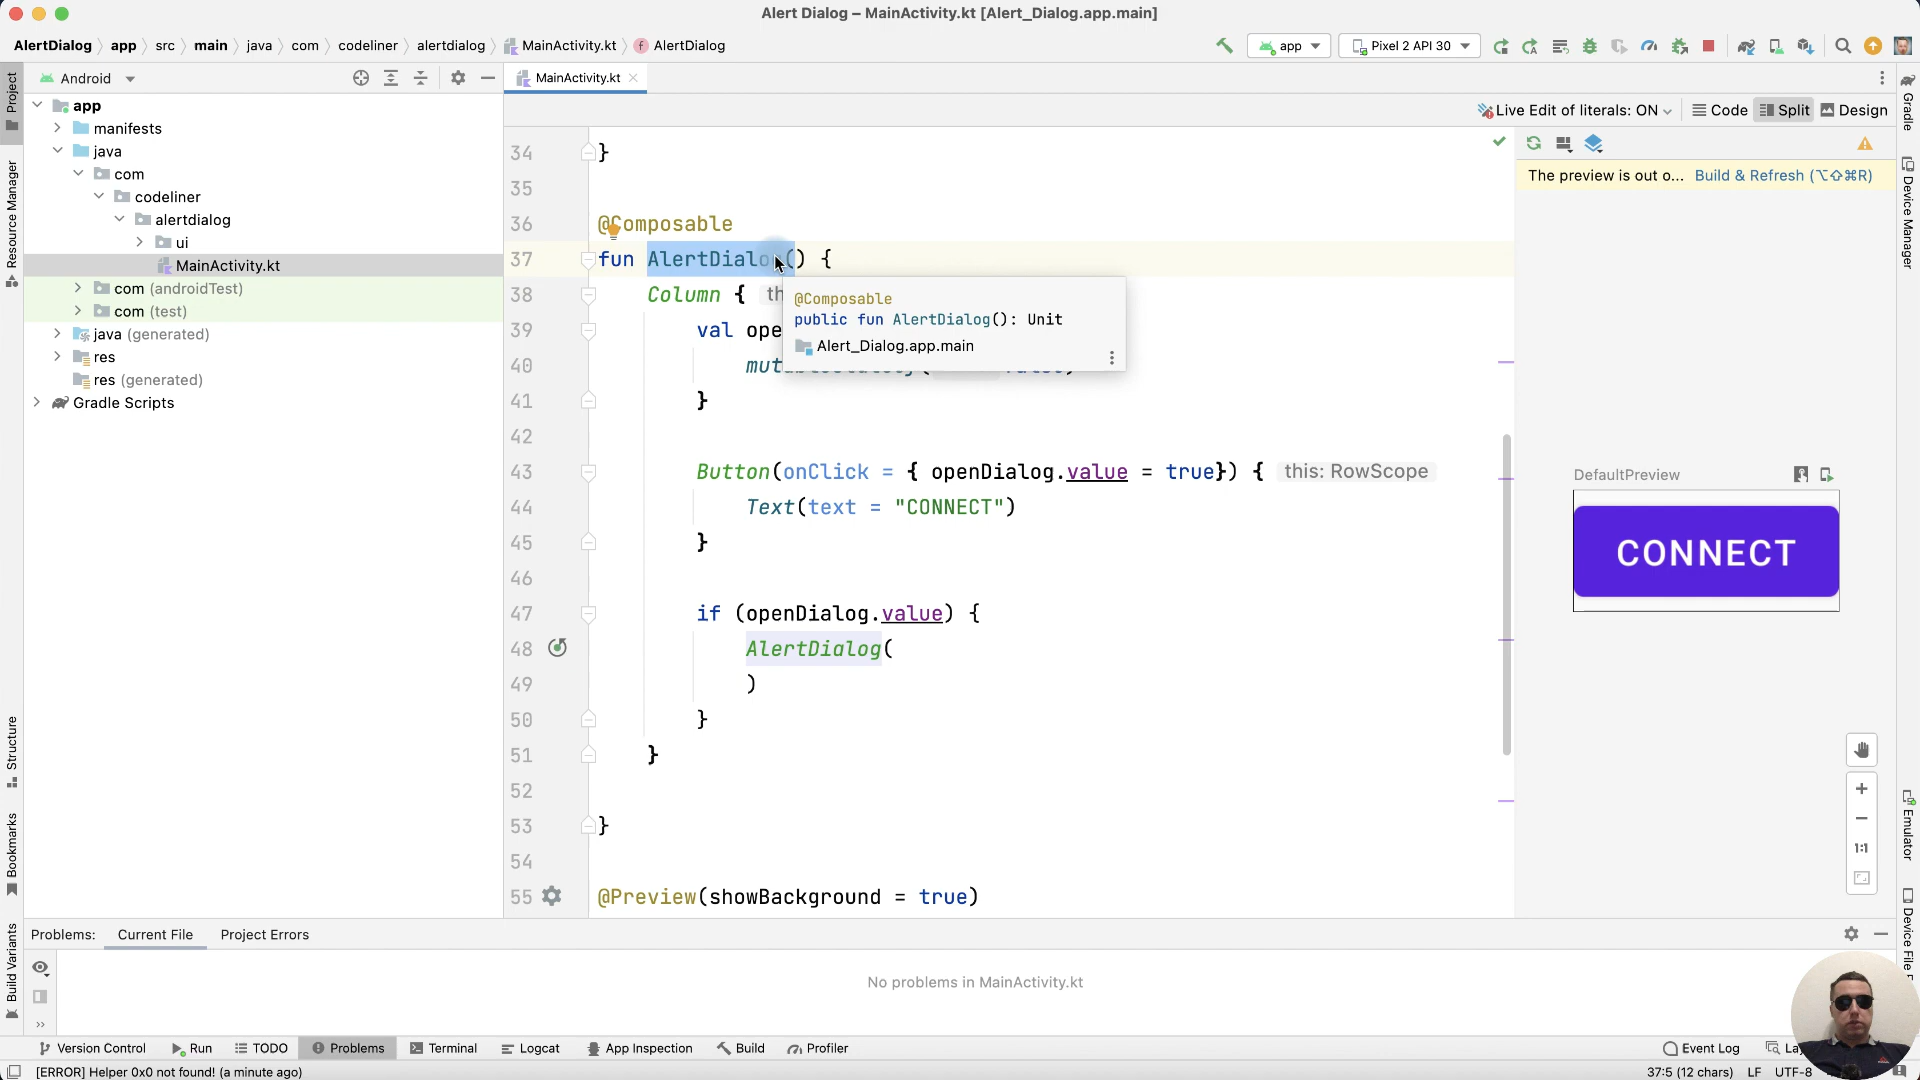 Alert Dialog – MainActivity.kt [Alert_Dialog.app.main]
AlertDialog app src main java com codeliner alertdialog MainActivity.kt AlertDialog
app Pixel 2 API 30
Android
MainActivity.kt
Live Edit of literals: ON Code Split Design
The preview is out o... Build & Refresh (⌥⇧⌘R)
app
manifests
java
com
codeliner
alertdialog
ui
MainActivity.kt
com (androidTest)
com (test)
java (generated)
res
res (generated)
Gradle Scripts
34 }
35
36 @Composable
37 fun AlertDialog() {
38 Column { th
39 val ope
40
41 }
42
43 Button(onClick = { openDialog.value = true}) { this: RowScope
44 Text(text = "CONNECT")
45 }
46
47 if (openDialog.value) {
48 AlertDialog(
49 )
50 }
51 }
52
53 }
54
55 @Preview(showBackground = true)
@Composable
public fun AlertDialog(): Unit
Alert_Dialog.app.main
DefaultPreview
CONNECT
1:1
Project
Resource Manager
Structure
Bookmarks
Build Variants
Gradle
Device Manager
Emulator
Device File
Problems: Current File Project Errors
No problems in MainActivity.kt
Version Control Run TODO Problems Terminal Logcat App Inspection Build Profiler Event Log
[ERROR] Helper 0x0 not found! (a minute ago) 37:5 (12 chars) LF UTF-8